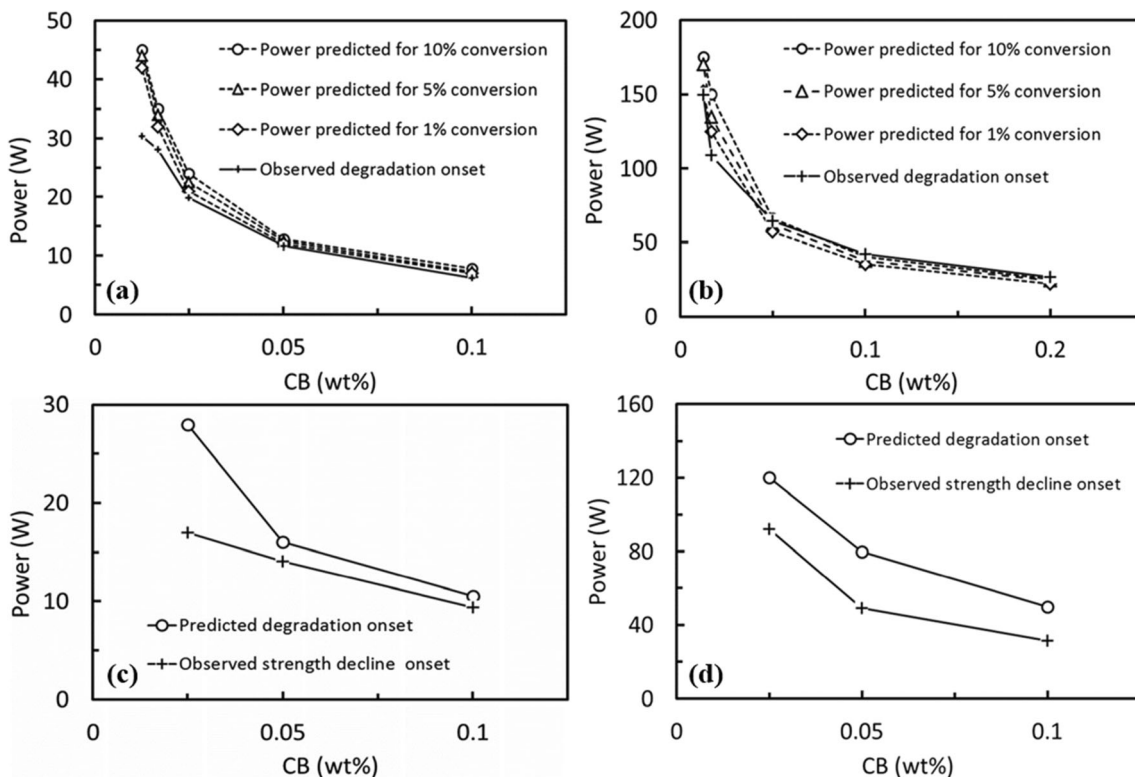 50
40
30
20
10
0
Power (W)
Power predicted for 10% conversion
Power predicted for 5% conversion
Power predicted for 1% conversion
Observed degradation onset
(a)
0
0.05
0.1
CB (wt%)
200
150
100
50
0
Power (W)
Power predicted for 10% conversion
Power predicted for 5% conversion
Power predicted for 1% conversion
Observed degradation onset
(b)
0
0.1
0.2
CB (wt%)
30
20
10
0
Power (W)
Predicted degradation onset
Observed strength decline onset
(c)
0
0.05
0.1
CB (wt%)
160
120
80
40
0
Power (W)
Predicted degradation onset
Observed strength decline onset
(d)
0
0.05
0.1
CB (wt%)